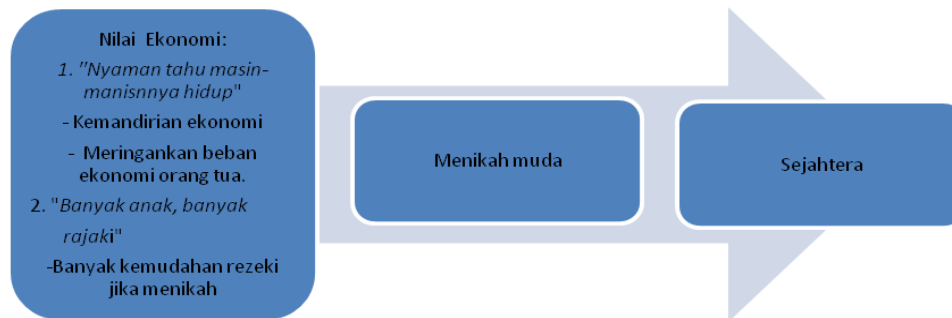 Nilai Ekonomi:
1. "Nyaman tahu masin-
manisnnya hidup"
- Kemandirian ekonomi
- Meringankan beban
ekonomi orang tua.
2. "Banyak anak, banyak
rajaki"
-Banyak kemudahan rezeki
jika menikah
Menikah muda
Sejahtera